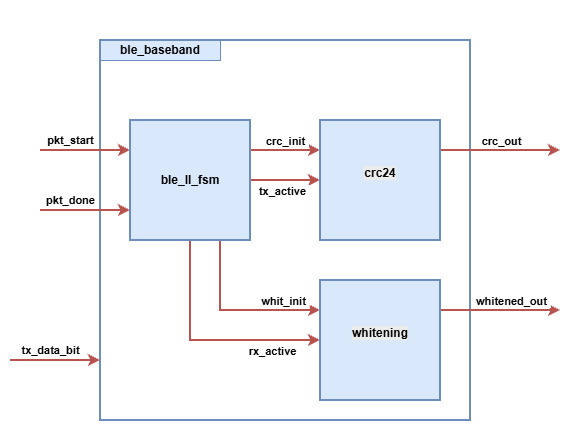 ble_baseband
pkt_start
crc_init
crc_out
ble_ll_fsm
crc24
pkt_done
tx_active
whit_init
whitened_out
whitening
tx_data_bit
rx_active